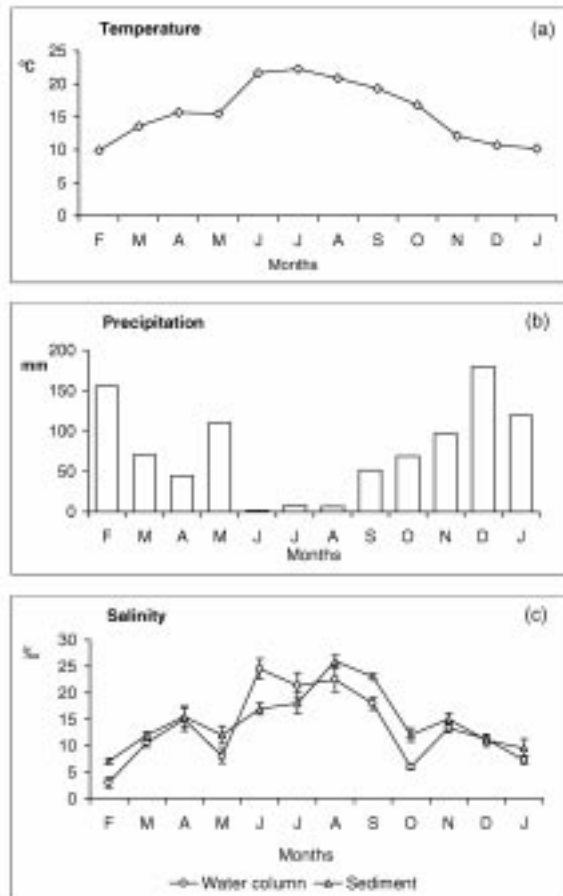 Temperature (a)
ºC
25
20
15
10
5
0
F M A M J J A S O N D J
Months
Precipitation (b)
mm
200
150
100
50
0
F M A M J J A S O N D J
Months
Salinity (c)
30
25
20
15
10
5
0
F M A M J J A S O N D J
Months
Water column Sediment